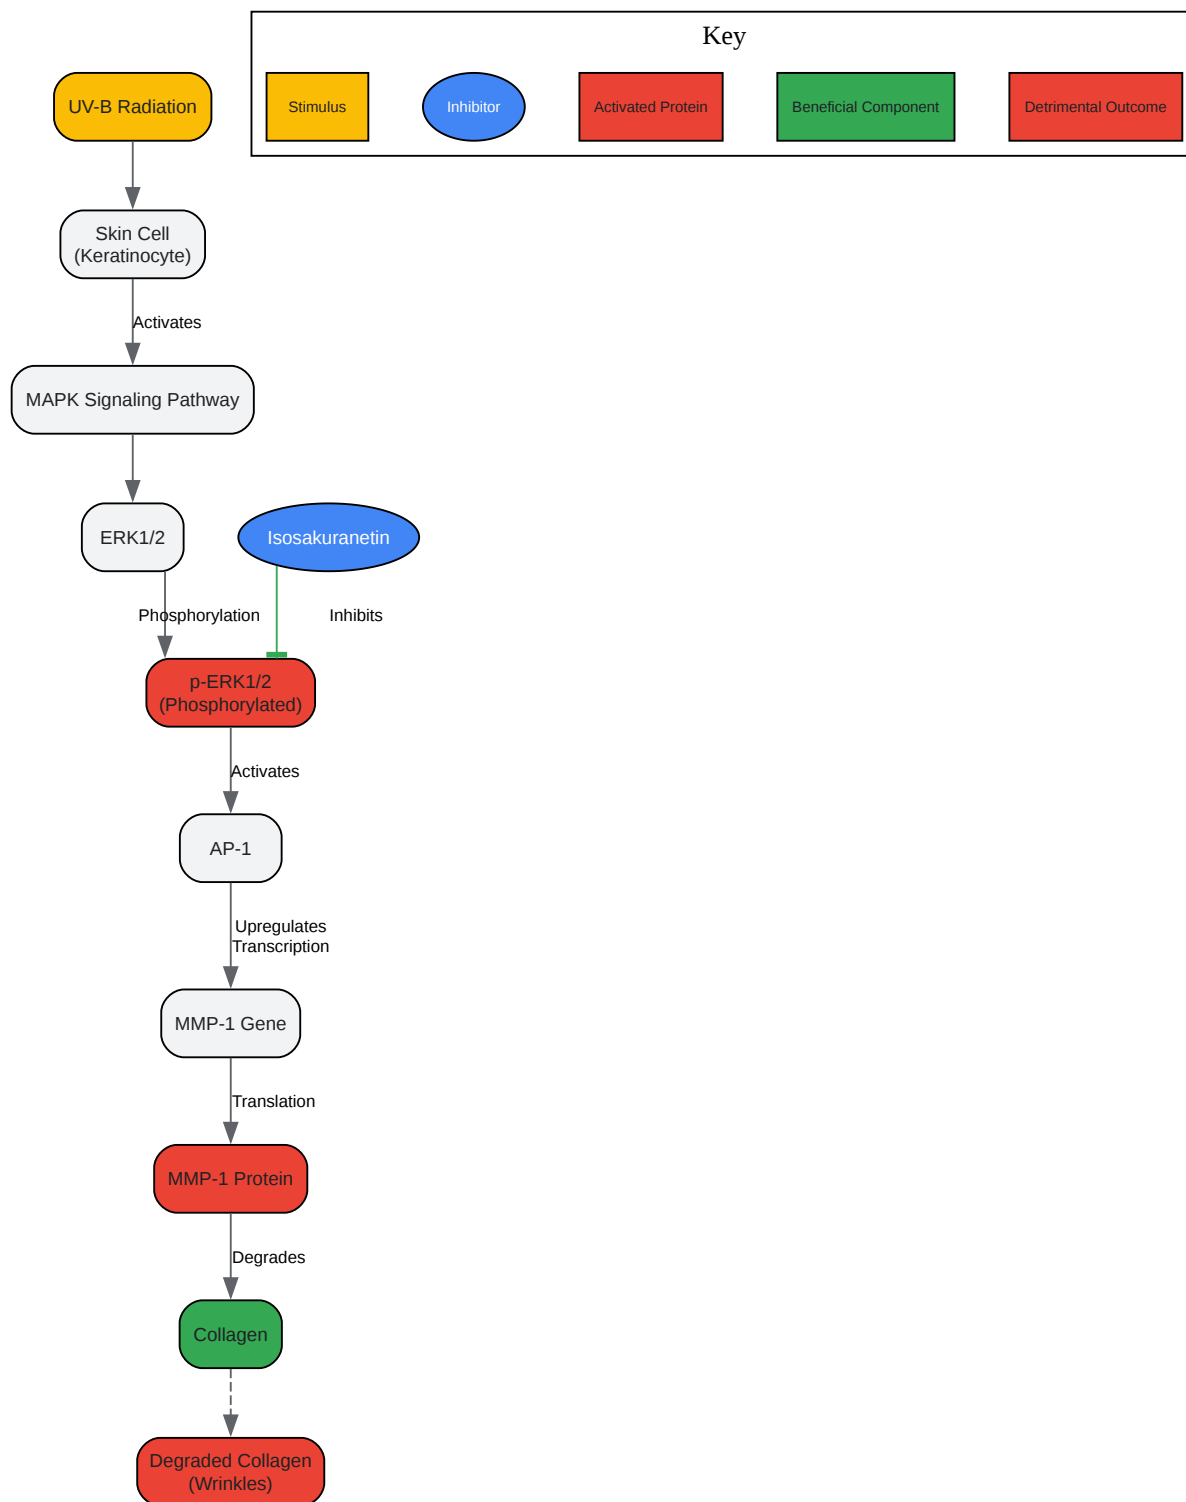 Key
Stimulus
Inhibitor
Activated Protein
Beneficial Component
Detrimental Outcome
UV-B Radiation
Skin Cell
(Keratinocyte)
Activates
MAPK Signaling Pathway
ERK1/2
Isosakuranetin
Phosphorylation
Inhibits
p-ERK1/2
(Phosphorylated)
Activates
AP-1
Upregulates
Transcription
MMP-1 Gene
Translation
MMP-1 Protein
Degrades
Collagen
Degraded Collagen
(Wrinkles)